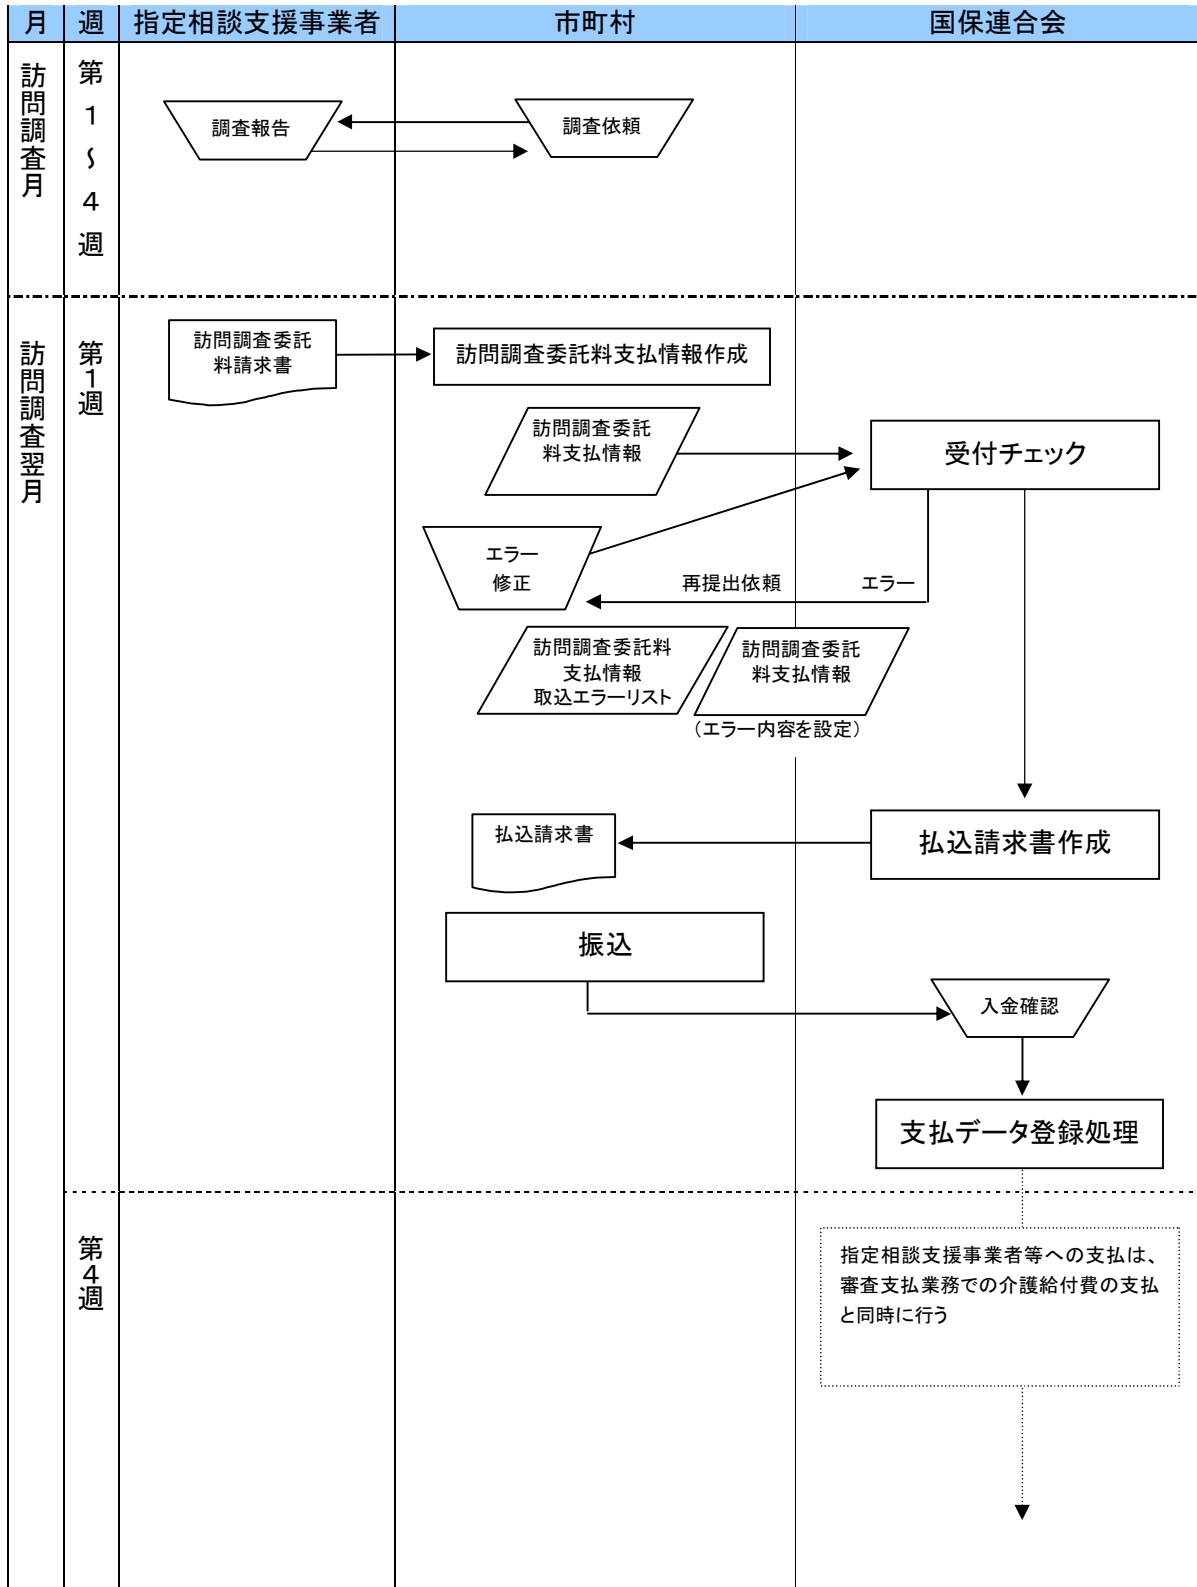 月 週 指定相談支援事業者 市町村 国保連合会
訪問調査月
第1～4週
調査報告
調査依頼
訪問調査翌月
第1週
訪問調査委託
料請求書
訪問調査委託料支払情報作成
訪問調査委託
料支払情報
受付チェック
エラー
修正
再提出依頼
エラー
訪問調査委託料
支払情報
取込エラーリスト
訪問調査委託
料支払情報
（エラー内容を設定）
払込請求書
払込請求書作成
振込
入金確認
支払データ登録処理
第4週
指定相談支援事業者等への支払は、
審査支払業務での介護給付費の支払
と同時に行う